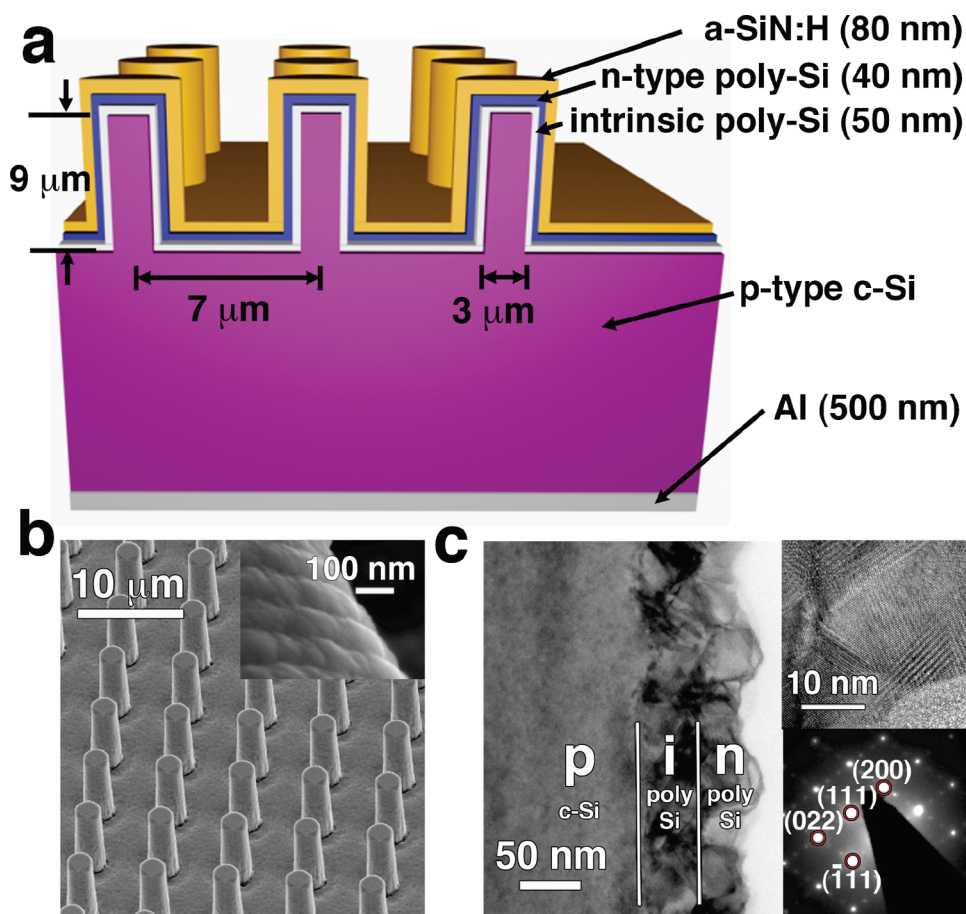 a
a-SiN:H (80 nm)
n-type poly-Si (40 nm)
intrinsic poly-Si (50 nm)
9 μm
7 μm
3 μm
p-type c-Si
Al (500 nm)
b
10 μm
100 nm
c
p
c-Si
i
poly
Si
n
poly
Si
50 nm
10 nm
(200)
(111)
(022)
(1̅11)